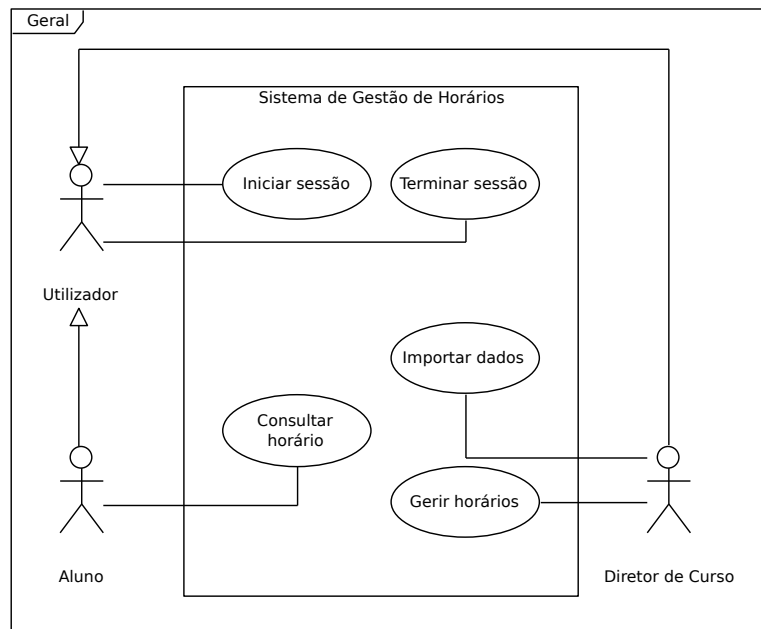 Geral
Sistema de Gestão de Horários
Iniciar sessão
Terminar sessão
Utilizador
Importar dados
Consultar
horário
Gerir horários
Aluno
Diretor de Curso